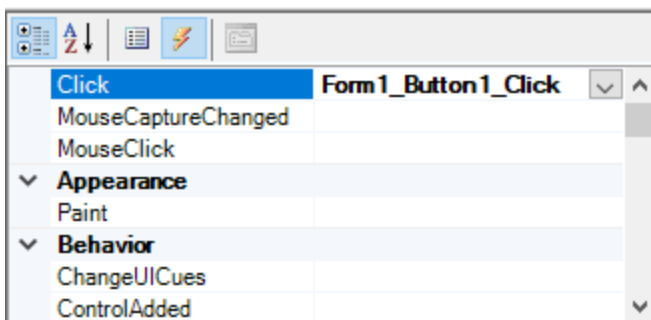 A
Z
Click Form1_Button1_Click
MouseCaptureChanged
MouseClick
Appearance
Paint
Behavior
ChangeUICues
ControlAdded